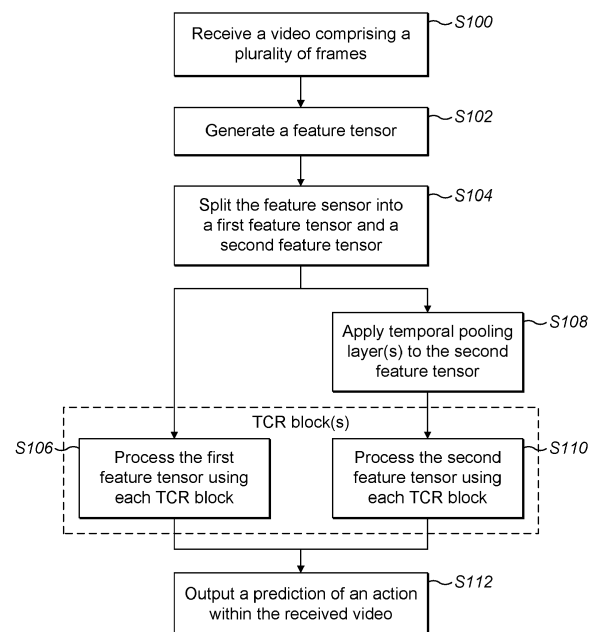 Receive a video comprising a
plurality of frames
S100
Generate a feature tensor
S102
Split the feature sensor into
a first feature tensor and a
second feature tensor
S104
Apply temporal pooling
layer(s) to the second
feature tensor
S108
TCR block(s)
S106
Process the first
feature tensor using
each TCR block
Process the second
feature tensor using
each TCR block
S110
Output a prediction of an action
within the received video
S112